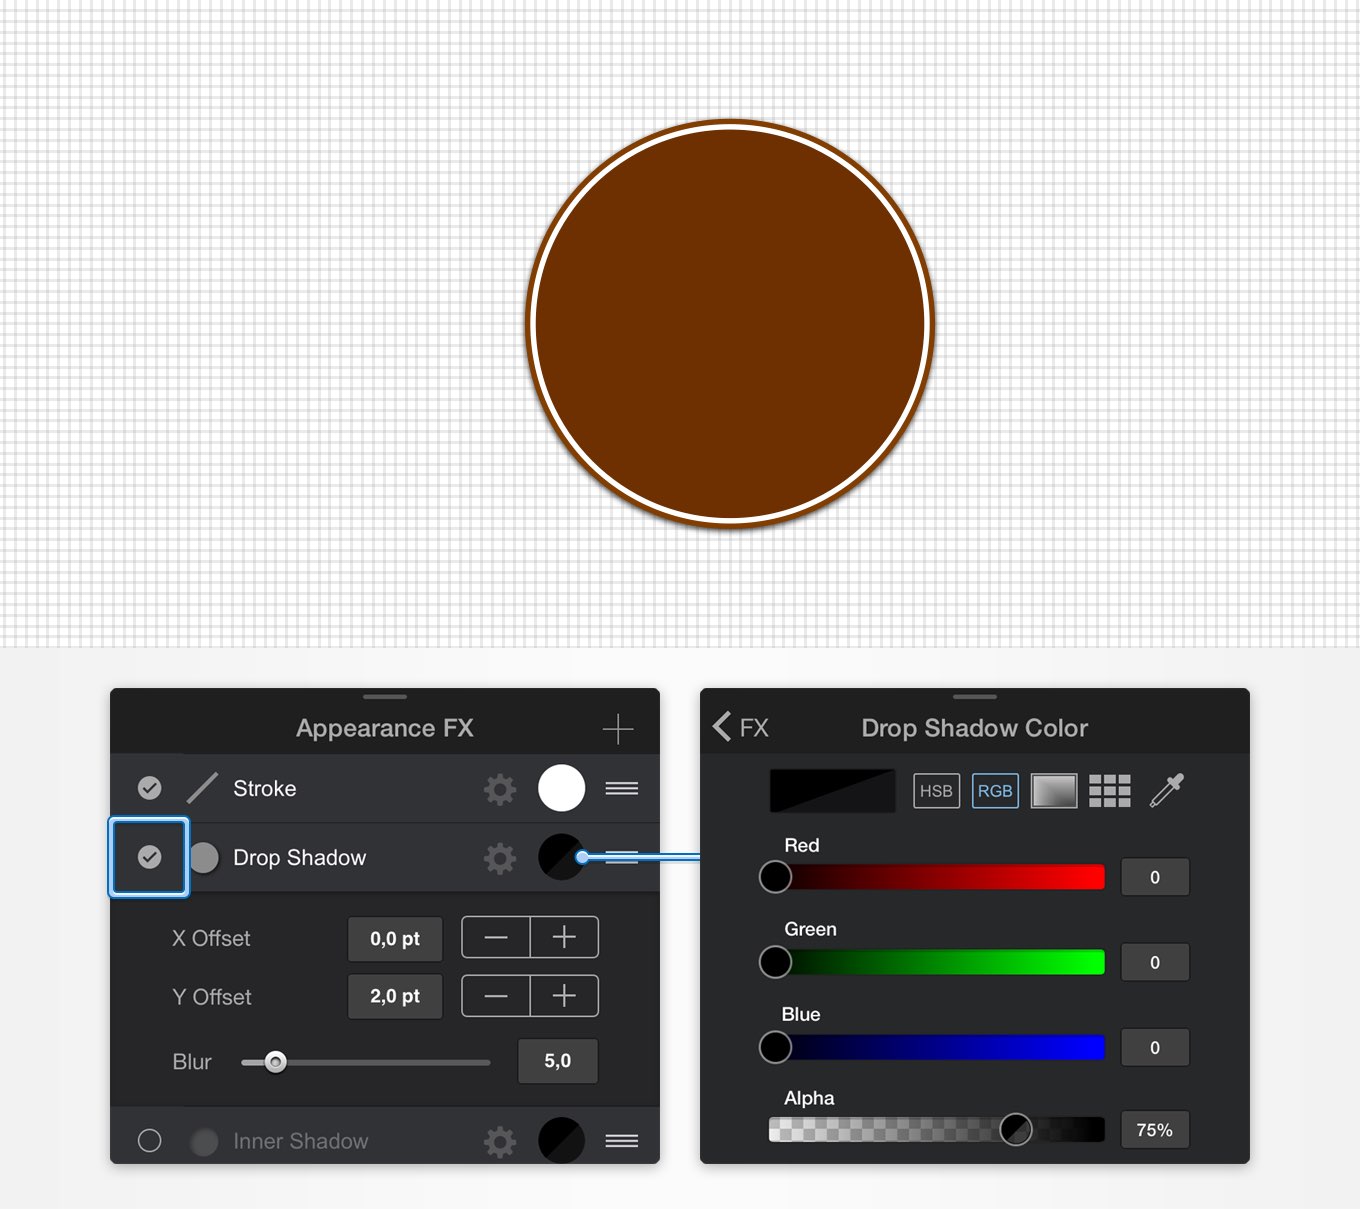 Appearance FX
Stroke
Drop Shadow
X Offset 0,0 pt
Y Offset 2,0 pt
Blur 5,0
Inner Shadow
FX Drop Shadow Color
HSB RGB
Red
0
Green
0
Blue
0
Alpha
75%